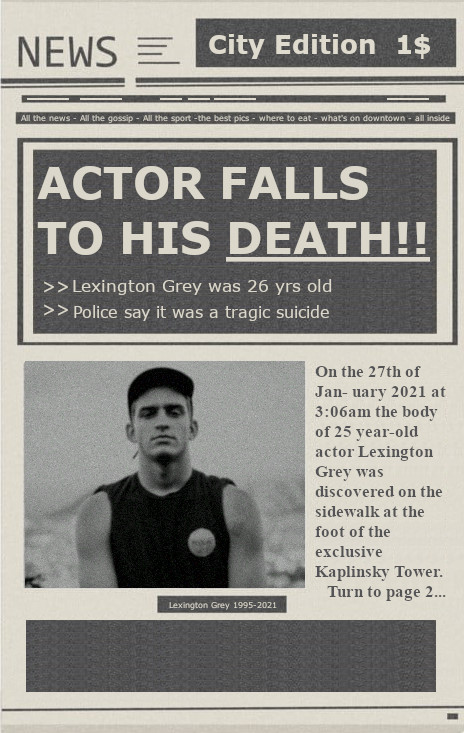 NEWS
City Edition 1$
All the news - All the gossip - All the sport -the best pics - where to eat - what's on downtown - all inside
ACTOR FALLS
TO HIS DEATH!!
>> Lexington Grey was 26 yrs old
>> Police say it was a tragic suicide
On the 27th of
Jan- uary 2021 at
3:06am the body
of 25 year-old
actor Lexington
Grey was
discovered on the
sidewalk at the
foot of the
exclusive
Kaplinsky Tower.
Turn to page 2...
Lexington Grey 1995-2021